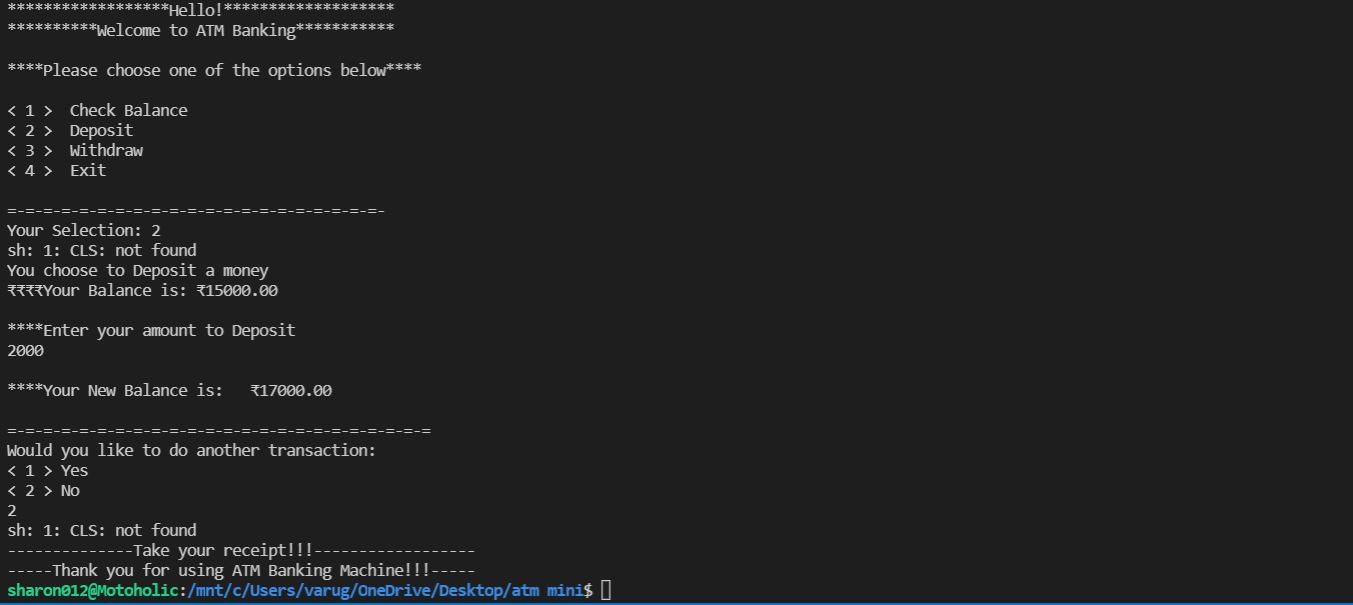 ******************Hello!*******************
**********Welcome to ATM Banking***********
****Please choose one of the options below****
< 1 >  Check Balance
< 2 >  Deposit
< 3 >  Withdraw
< 4 >  Exit
=-=-=-=-=-=-=-=-=-=-=-=-=-=-=-=-=-=-=-=-=-
Your Selection: 2
sh: 1: CLS: not found
You choose to Deposit a money
₹₹₹₹Your Balance is: ₹15000.00
****Enter your amount to Deposit
2000
****Your New Balance is:   ₹17000.00
=-=-=-=-=-=-=-=-=-=-=-=-=-=-=-=-=-=-=-=-=-=-=-=
Would you like to do another transaction:
< 1 > Yes
< 2 > No
2
sh: 1: CLS: not found
--------------Take your receipt!!!------------------
-----Thank you for using ATM Banking Machine!!!-----
sharon012@Motoholic:/mnt/c/Users/varug/OneDrive/Desktop/atm mini$